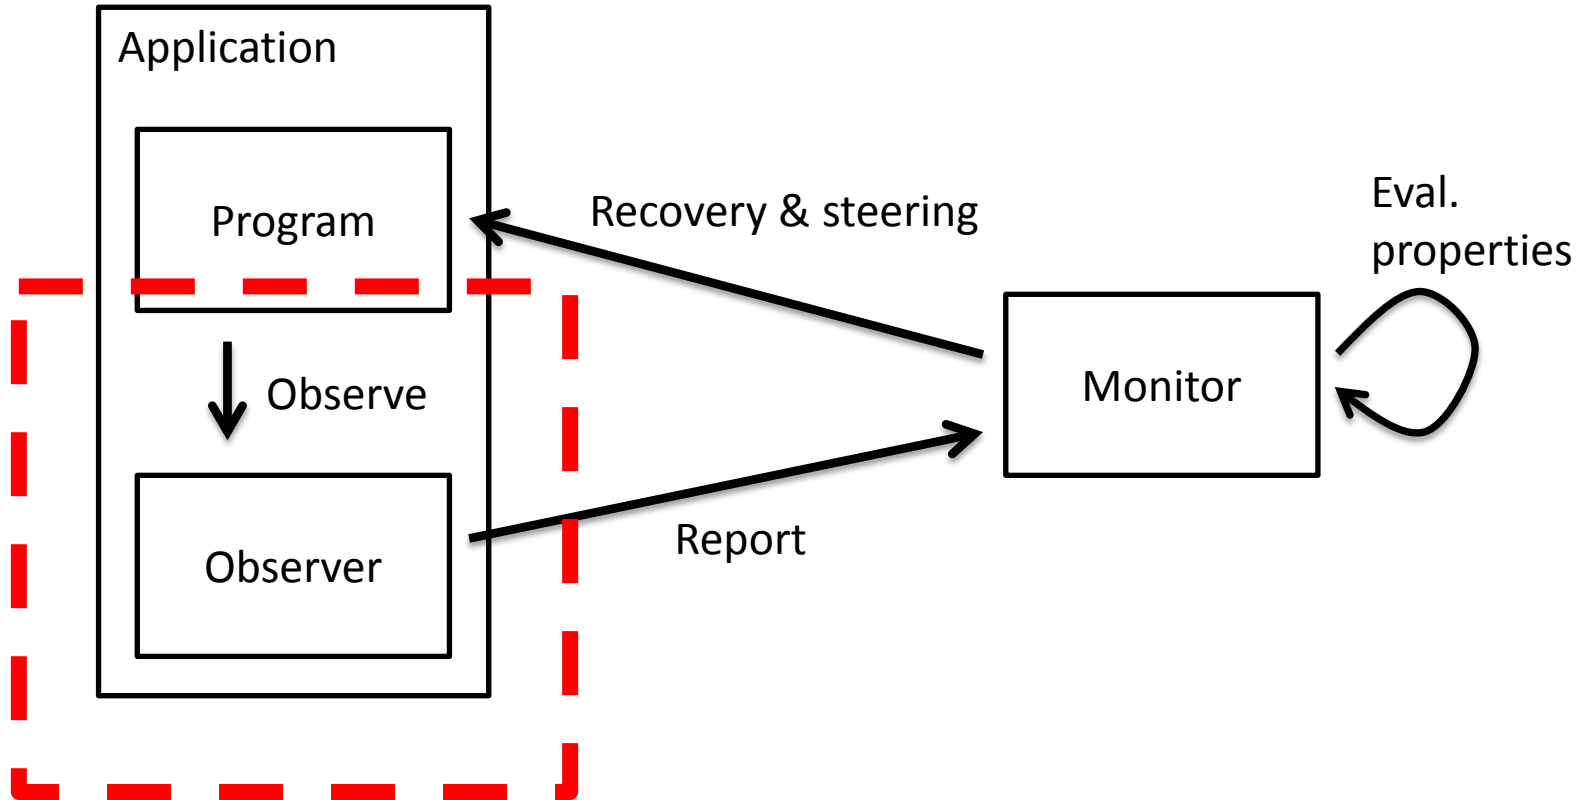 Application
Program
Recovery & steering
Eval.
properties
Observe
Monitor
Report
Observer